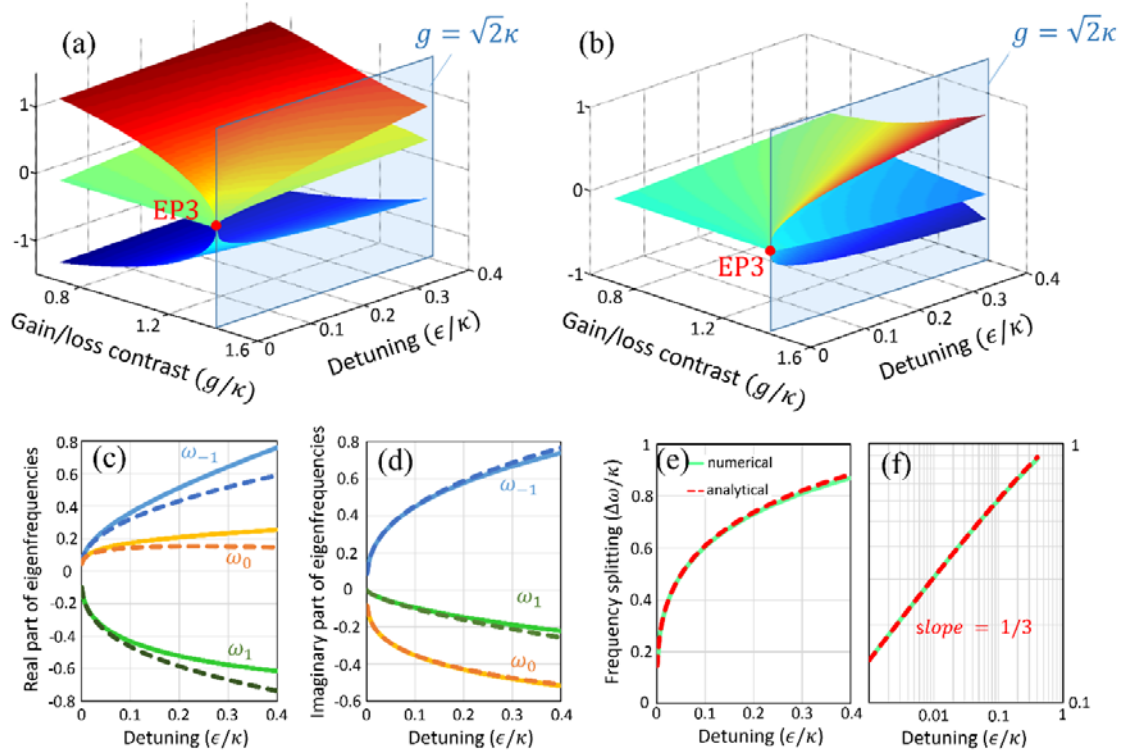 (a)
g = √2κ
1
0
-1
EP3
0.8
1.2
1.6
0
0.1
0.2
0.3
0.4
Gain/loss contrast (g/κ)
Detuning (ϵ/κ)
(b)
g = √2κ
1
0
-1
EP3
0.8
1.2
1.6
0
0.1
0.2
0.3
0.4
Gain/loss contrast (g/κ)
Detuning (ϵ/κ)
(c)
Real part of eigenfrequencies
0.8
0.6
0.4
0.2
0
-0.2
-0.4
-0.6
-0.8
ω₋₁
ω₀
ω₁
0 0.1 0.2 0.3 0.4
Detuning (ϵ/κ)
(d)
Imaginary part of eigenfrequencies
0.8
0.6
0.4
0.2
0
-0.2
-0.4
-0.6
ω₋₁
ω₁
ω₀
0 0.1 0.2 0.3 0.4
Detuning (ϵ/κ)
(e)
Frequency splitting (Δω/κ)
1
0.8
0.6
0.4
0.2
0
numerical
analytical
0 0.1 0.2 0.3 0.4
Detuning (ϵ/κ)
(f)
1
slope = 1/3
0.1
0.01 0.1 1
Detuning (ϵ/κ)